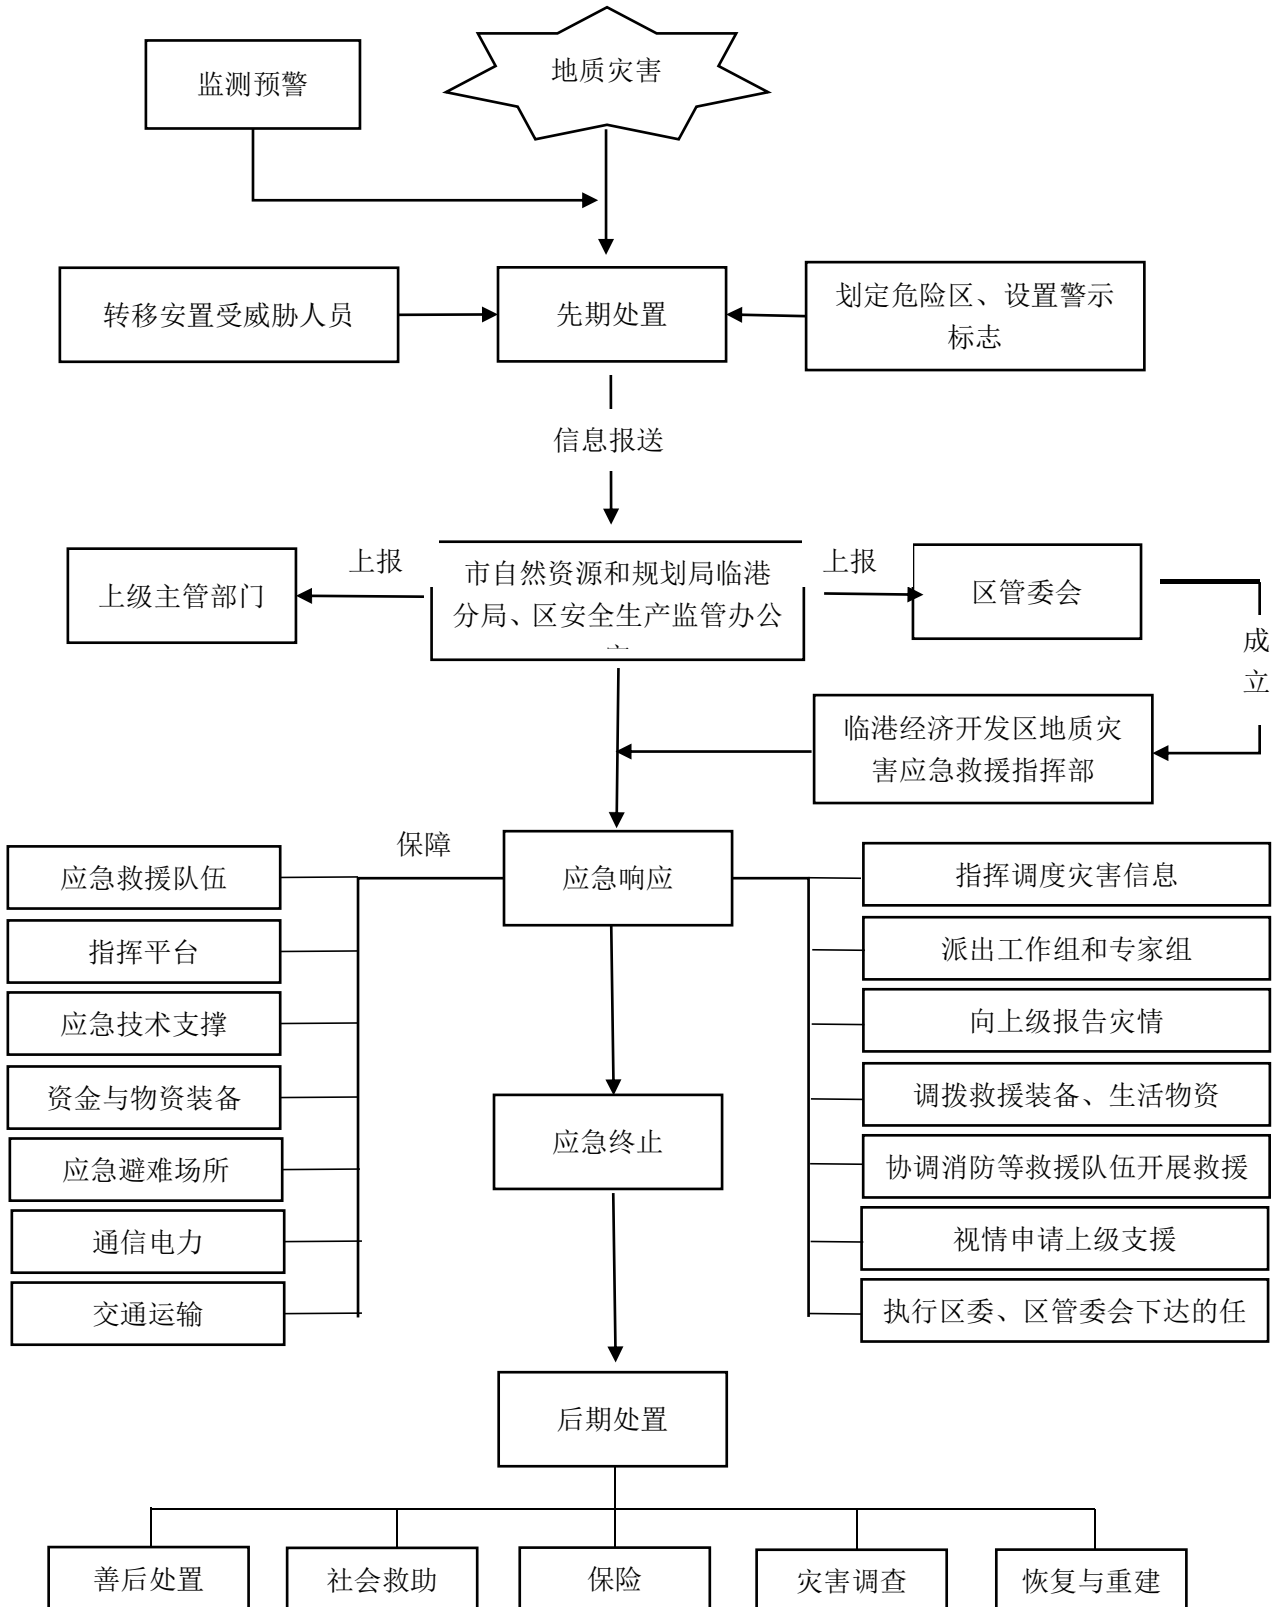 地质灾害
监测预警
转移安置受威胁人员
先期处置
划定危险区、设置警示
标志
信息报送
上级主管部门
上报
市自然资源和规划局临港
分局、区安全生产监管办公
上报
区管委会
成
立
临港经济开发区地质灾
害应急救援指挥部
保障
应急响应
应急救援队伍
指挥平台
应急技术支撑
资金与物资装备
应急避难场所
通信电力
交通运输
指挥调度灾害信息
派出工作组和专家组
向上级报告灾情
调拨救援装备、生活物资
协调消防等救援队伍开展救援
视情申请上级支援
执行区委、区管委会下达的任
应急终止
后期处置
善后处置
社会救助
保险
灾害调查
恢复与重建